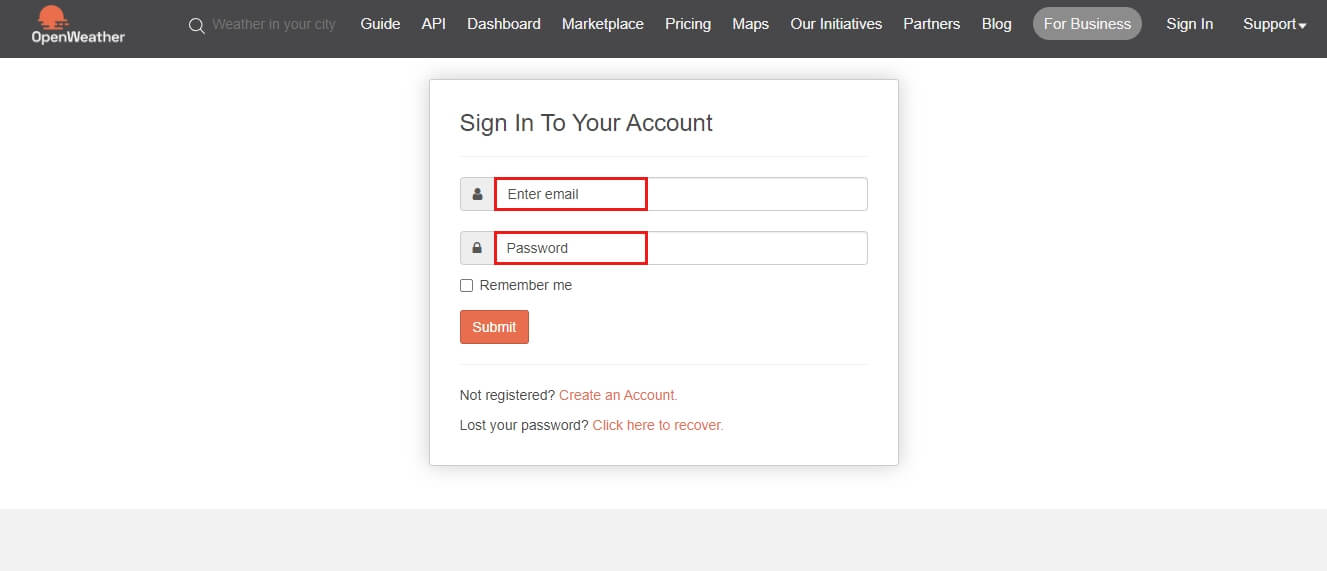 OpenWeather
Weather in your city Guide API Dashboard Marketplace Pricing Maps Our Initiatives Partners Blog For Business Sign In Support
Sign In To Your Account
Enter email
Password
Remember me
Submit
Not registered? Create an Account.
Lost your password? Click here to recover.